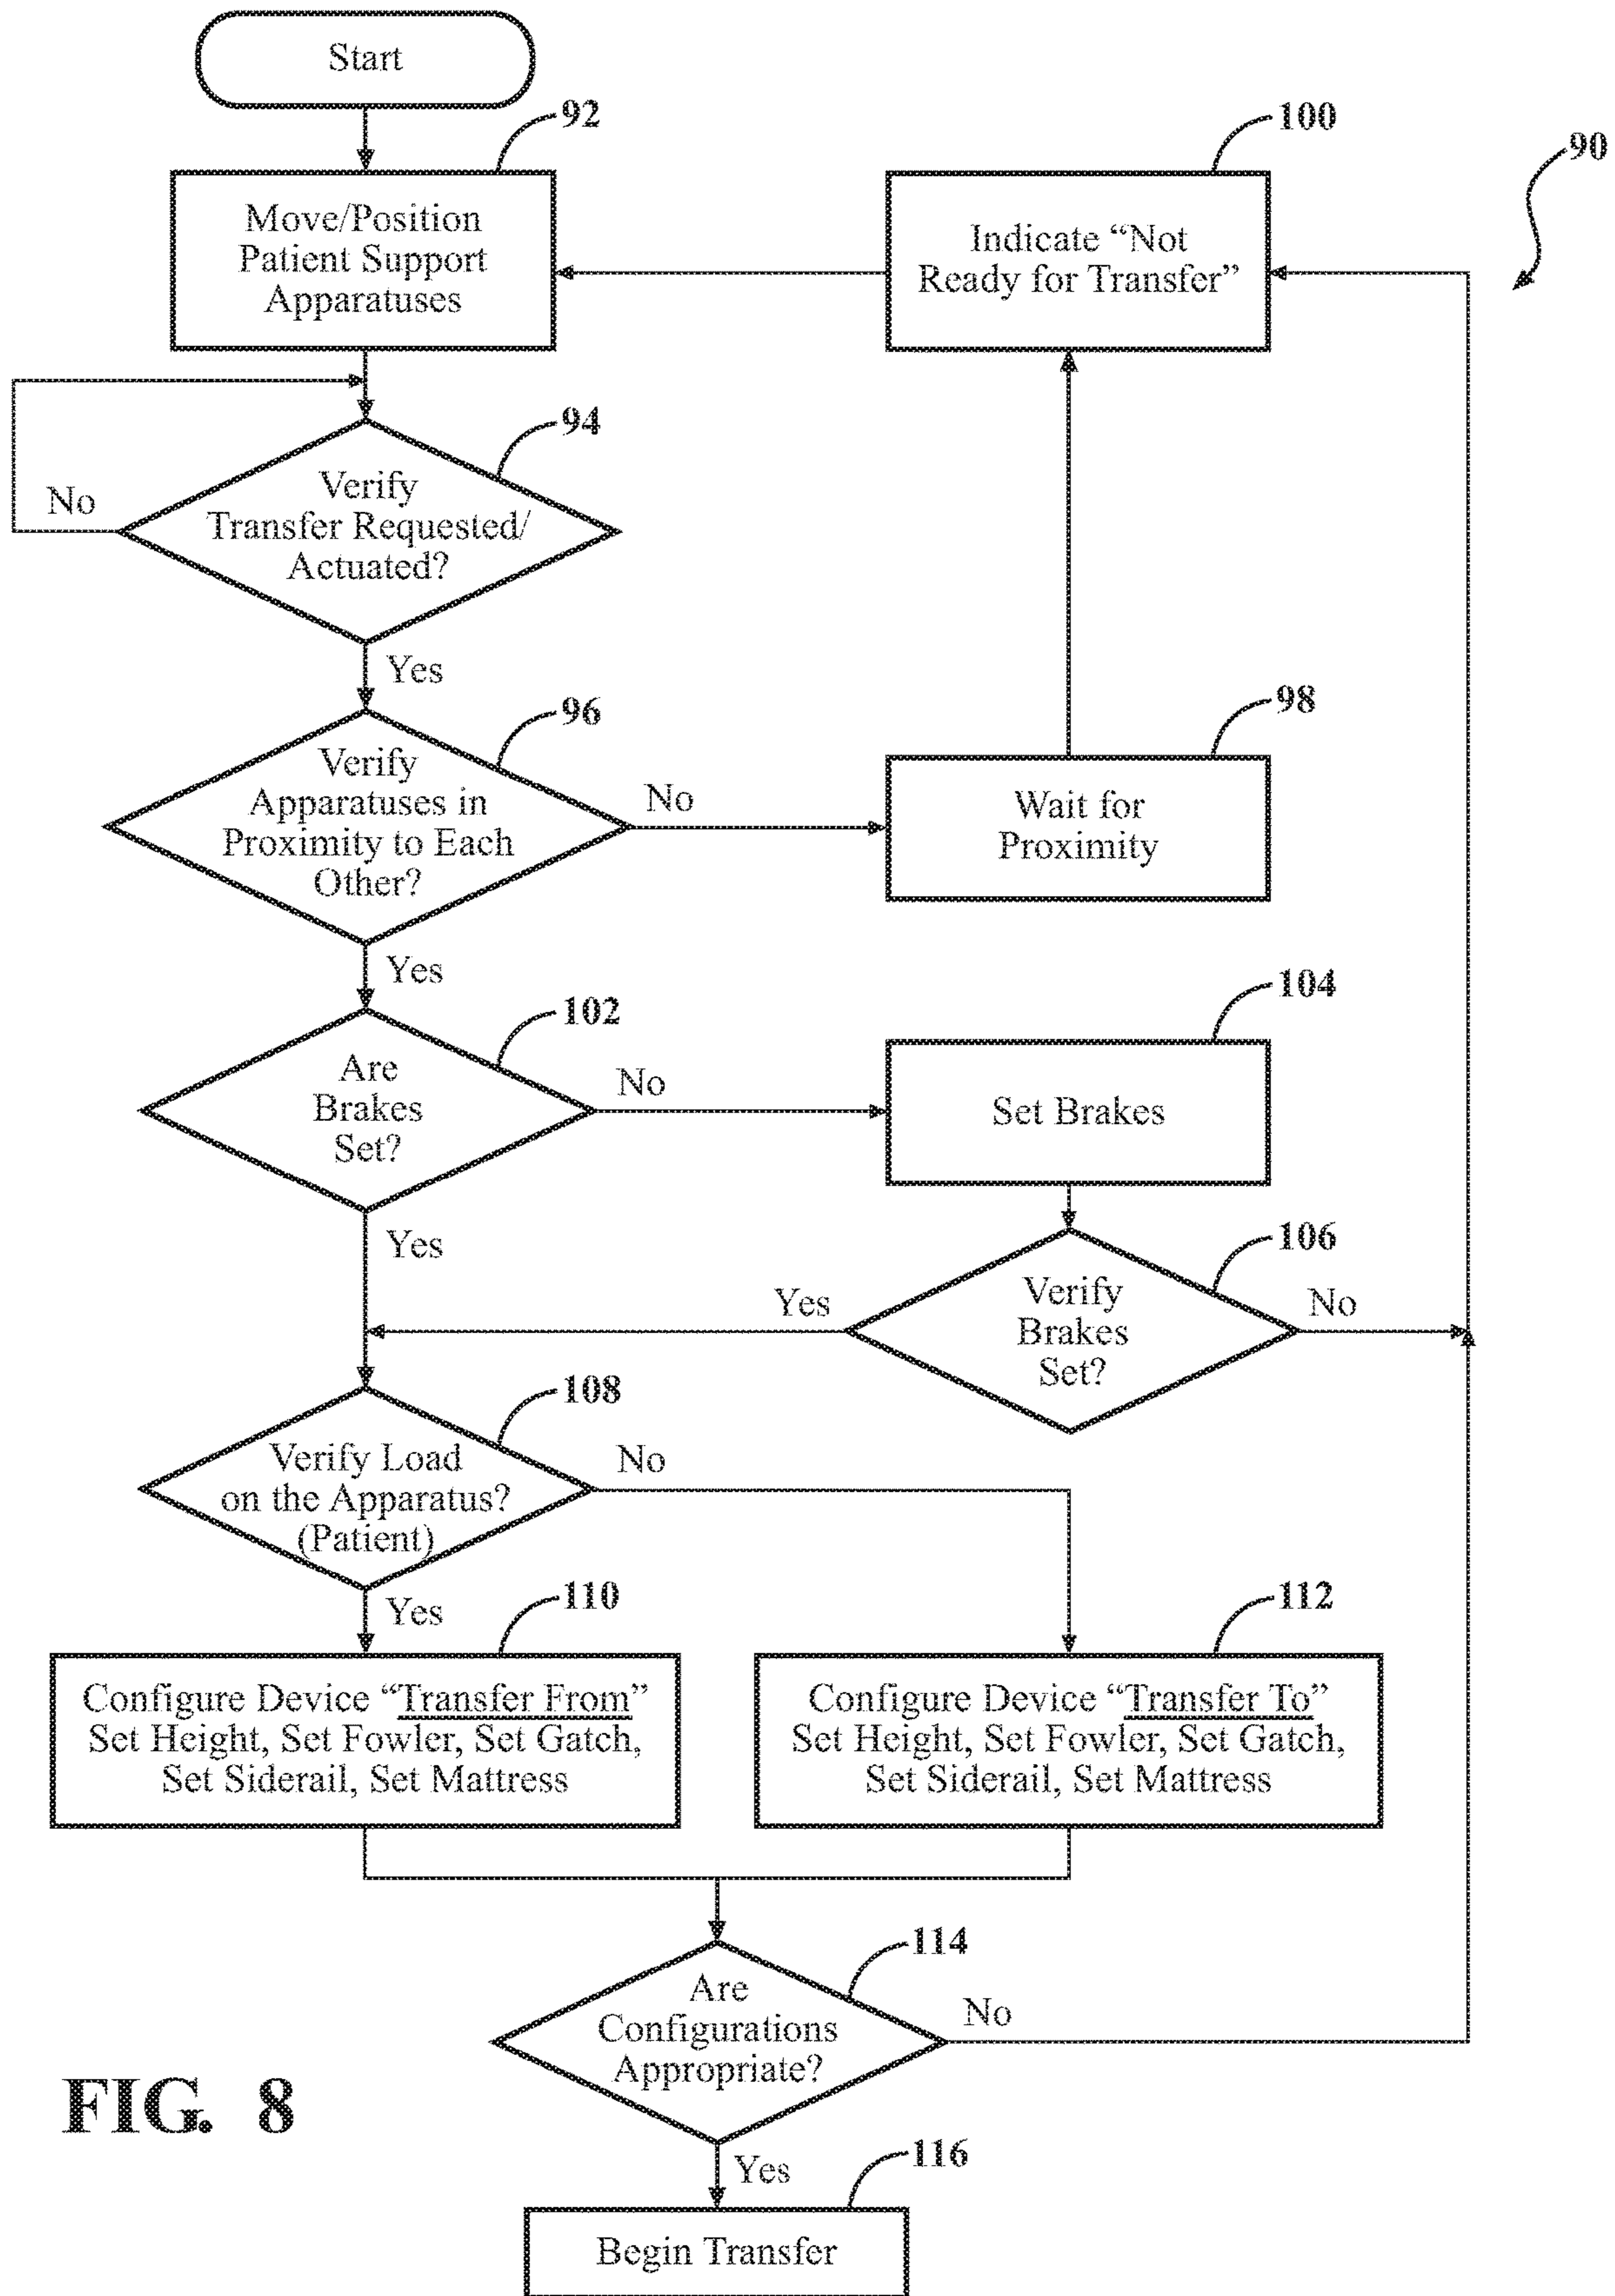 Start
92
Move/Position
Patient Support
Apparatuses
100
Indicate “Not
Ready for Transfer”
90
94
Verify
Transfer Requested/
Actuated?
No
Yes
96
Verify
Apparatuses in
Proximity to Each
Other?
No
98
Wait for
Proximity
Yes
102
Are
Brakes
Set?
No
104
Set Brakes
Yes
106
Verify
Brakes
Set?
Yes
No
108
Verify Load
on the Apparatus?
(Patient)
No
Yes
110
Configure Device “Transfer From”
Set Height, Set Fowler, Set Gatch,
Set Siderail, Set Mattress
112
Configure Device “Transfer To”
Set Height, Set Fowler, Set Gatch,
Set Siderail, Set Mattress
114
Are
Configurations
Appropriate?
No
Yes
116
Begin Transfer
FIG. 8